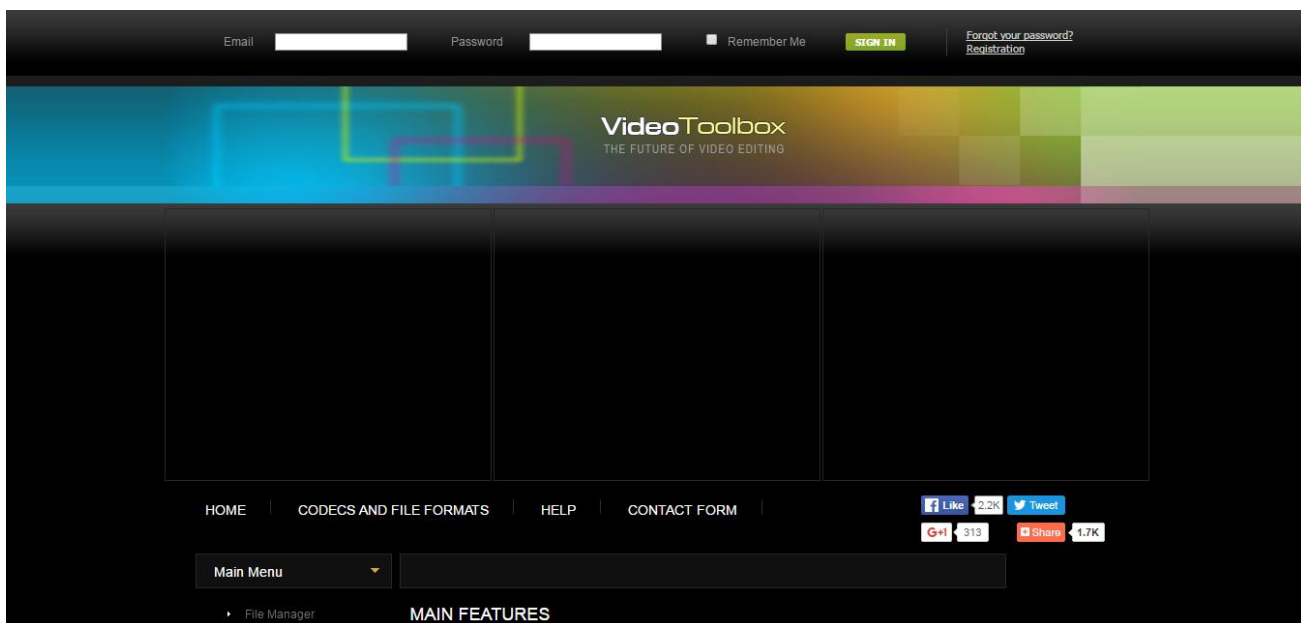 Email Password Remember Me SIGN IN Forgot your password?
Registration
VideoToolbox
THE FUTURE OF VIDEO EDITING
HOME CODECS AND FILE FORMATS HELP CONTACT FORM
Like 2.2K Tweet
G+1 313 Share 1.7K
Main Menu
File Manager
MAIN FEATURES